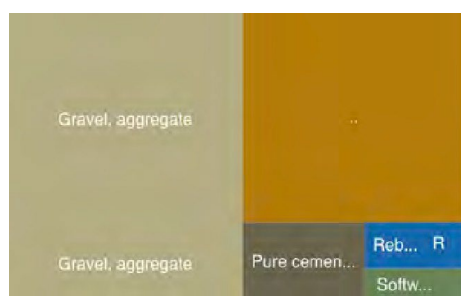 Gravel, aggregate
..
Gravel, aggregate
Pure cemen...
Reb...
R
Softw...